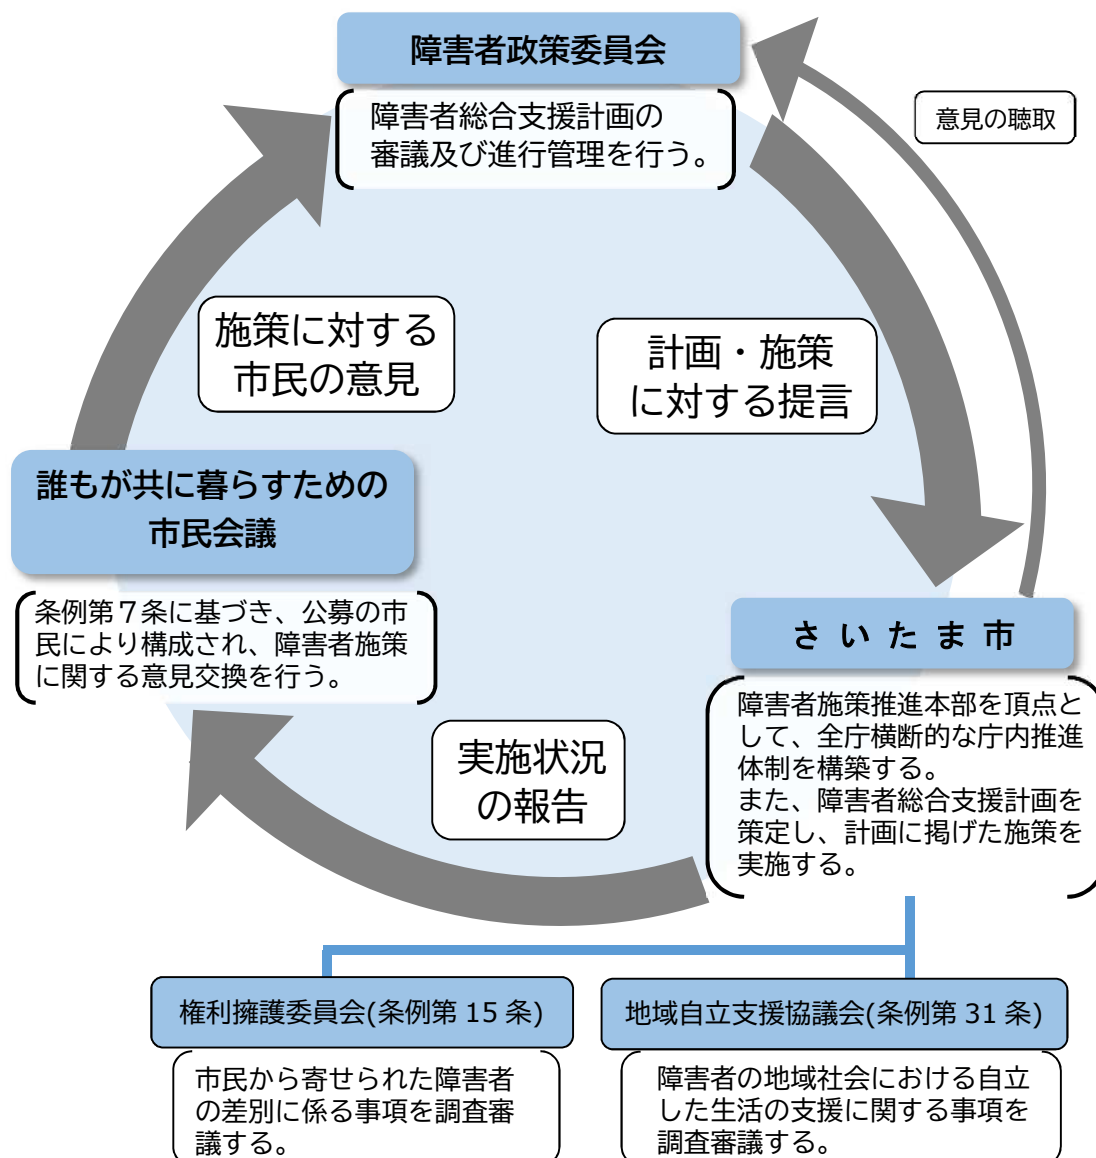 障害者政策委員会
障害者総合支援計画の
審議及び進行管理を行う。
意見の聴取
施策に対する
市民の意見
計画・施策
に対する提言
誰もが共に暮らすための
市民会議
条例第７条に基づき、公募の市
民により構成され、障害者施策
に関する意見交換を行う。
さ い た ま 市
障害者施策推進本部を頂点と
して、全庁横断的な庁内推進
体制を構築する。
また、障害者総合支援計画を
策定し、計画に掲げた施策を
実施する。
実施状況
の報告
権利擁護委員会(条例第 15 条)
市民から寄せられた障害者
の差別に係る事項を調査審
議する。
地域自立支援協議会(条例第 31 条)
障害者の地域社会における自立
した生活の支援に関する事項を
調査審議する。